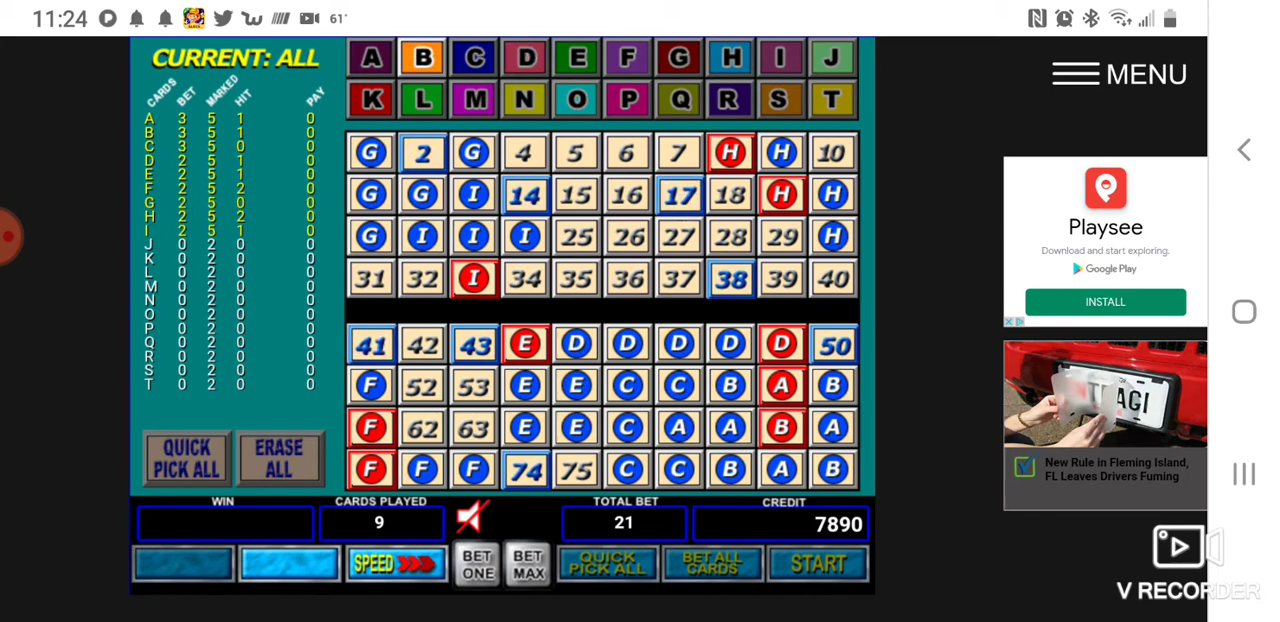 11:24 61°
CURRENT: ALL
MENU
CARDS BET MARKED HIT PAY
A 3 5 1 0
B 3 5 1 0
C 3 5 0 0
D 2 5 1 0
E 2 5 1 0
F 2 5 2 0
G 2 5 0 0
H 2 5 2 0
I 2 5 1 0
J 0 2 0 0
K 0 2 0 0
L 0 2 0 0
M 0 2 0 0
N 0 2 0 0
O 0 2 0 0
P 0 2 0 0
Q 0 2 0 0
R 0 2 0 0
S 0 2 0 0
T 0 2 0 0
A B C D E F G H I J
K L M N O P Q R S T
G 2 G 4 5 6 7 H H 10
G G I 14 15 16 17 18 H H
G I I I 25 26 27 28 29 H
31 32 I 34 35 36 37 38 39 40
41 42 43 E D D D D D 50
F 52 53 E E C C B A B
F 62 63 E E C A A B A
F F F 74 75 C C B A B
QUICK
PICK ALL
ERASE
ALL
WIN CARDS PLAYED TOTAL BET CREDIT
9 21 7890
SPEED
BET
ONE
BET
MAX
QUICK
PICK ALL
BET ALL
CARDS
START
Playsee
Download and start exploring.
Google Play
INSTALL
AGI
New Rule in Fleming Island,
FL Leaves Drivers Fuming
V RECORDER